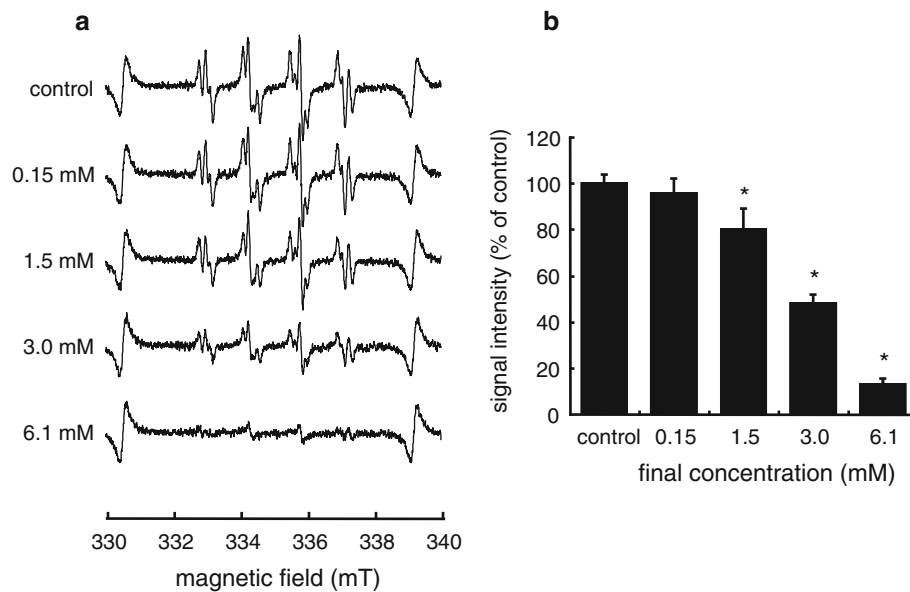 a
control
0.15 mM
1.5 mM
3.0 mM
6.1 mM
330 332 334 336 338 340
magnetic field (mT)
b
signal intensity (% of control)
120
100
80
60
40
20
0
*
*
*
control 0.15 1.5 3.0 6.1
final concentration (mM)